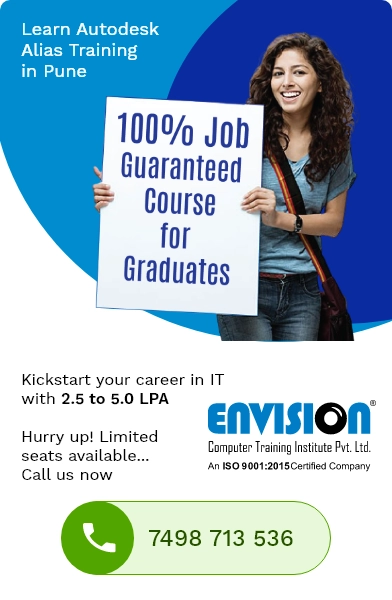 Learn Autodesk
Alias Training
in Pune
100% Job
Guaranteed
Course
for
Graduates
Kickstart your career in IT
with 2.5 to 5.0 LPA
Hurry up! Limited
seats available...
Call us now
ENVISION®
Computer Training Institute Pvt. Ltd.
An ISO 9001:2015 Certified Company
7498 713 536